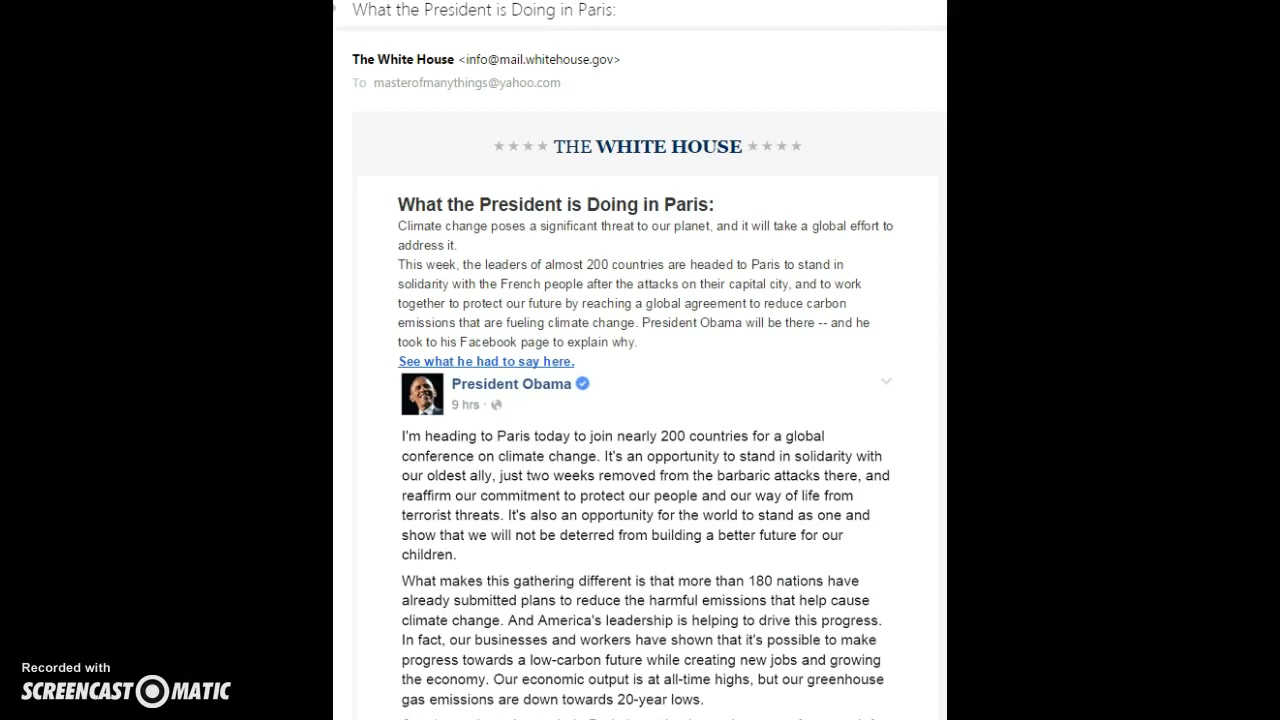 What the President is Doing in Paris:
The White House <info@mail.whitehouse.gov>
To masterofmanythings@yahoo.com
★★★★ THE WHITE HOUSE ★★★★
What the President is Doing in Paris:
Climate change poses a significant threat to our planet, and it will take a global effort to
address it.
This week, the leaders of almost 200 countries are headed to Paris to stand in
solidarity with the French people after the attacks on their capital city, and to work
together to protect our future by reaching a global agreement to reduce carbon
emissions that are fueling climate change. President Obama will be there -- and he
took to his Facebook page to explain why.
See what he had to say here.
President Obama
9 hrs ·
I'm heading to Paris today to join nearly 200 countries for a global
conference on climate change. It's an opportunity to stand in solidarity with
our oldest ally, just two weeks removed from the barbaric attacks there, and
reaffirm our commitment to protect our people and our way of life from
terrorist threats. It's also an opportunity for the world to stand as one and
show that we will not be deterred from building a better future for our
children.
What makes this gathering different is that more than 180 nations have
already submitted plans to reduce the harmful emissions that help cause
climate change. And America's leadership is helping to drive this progress.
In fact, our businesses and workers have shown that it's possible to make
progress towards a low-carbon future while creating new jobs and growing
the economy. Our economic output is at all-time highs, but our greenhouse
gas emissions are down towards 20-year lows.
Recorded with
SCREENCAST-O-MATIC